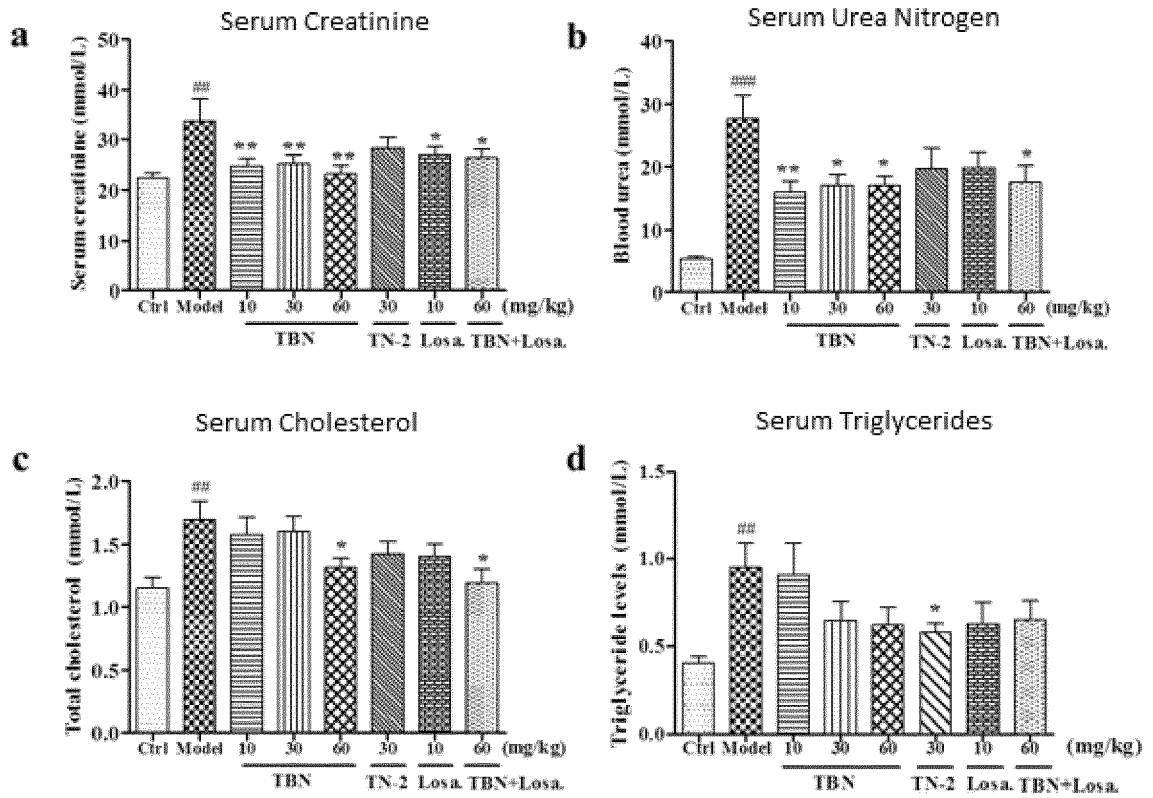 Serum Creatinine
a
Serum creatinine (mmol/L)
50
40
30
20
10
0
##
** ** ** * *
Ctrl Model 10 30 60 30 10 60 (mg/kg)
TBN TN-2 Losa. TBN+Losa.
Serum Urea Nitrogen
b
Blood urea (mmol/L)
40
30
20
10
0
###
** * * *
Ctrl Model 10 30 60 30 10 60 (mg/kg)
TBN TN-2 Losa. TBN+Losa.
Serum Cholesterol
c
Total cholesterol (mmol/L)
2.0
1.5
1.0
0.5
0.0
##
* *
Ctrl Model 10 30 60 30 10 60 (mg/kg)
TBN TN-2 Losa. TBN+Losa.
Serum Triglycerides
d
Triglyceride levels (mmol/L)
1.5
1.0
0.5
0.0
##
*
Ctrl Model 10 30 60 30 10 60 (mg/kg)
TBN TN-2 Losa. TBN+Losa.